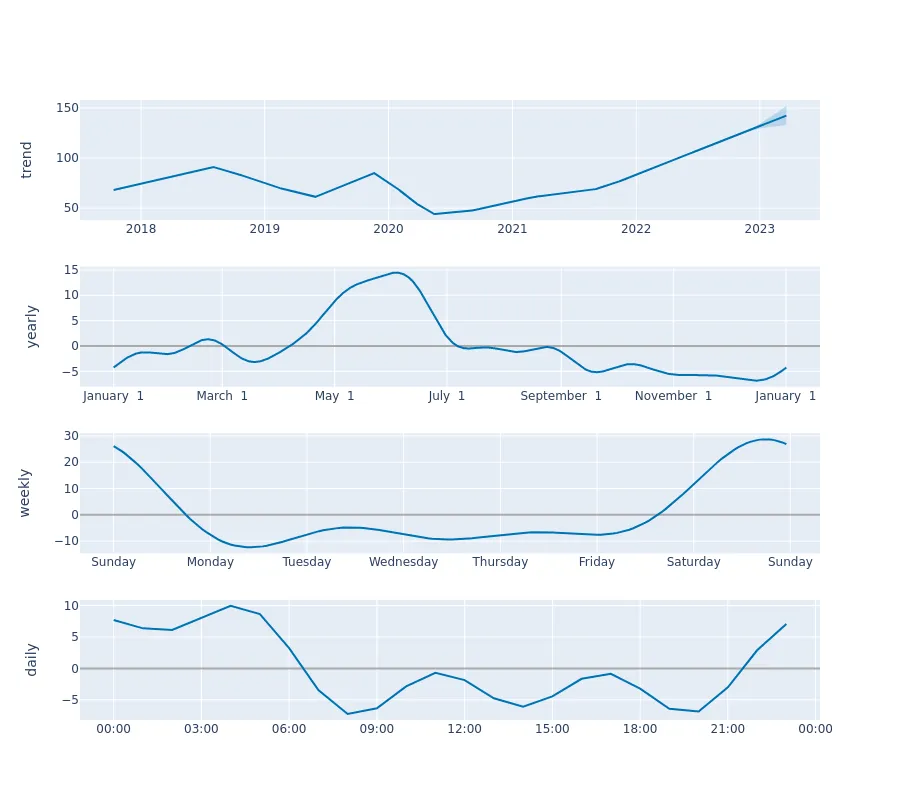 trend
150
100
50
2018 2019 2020 2021 2022 2023
yearly
15
10
5
0
−5
January 1 March 1 May 1 July 1 September 1 November 1 January 1
weekly
30
20
10
0
−10
Sunday Monday Tuesday Wednesday Thursday Friday Saturday Sunday
daily
10
5
0
−5
00:00 03:00 06:00 09:00 12:00 15:00 18:00 21:00 00:00